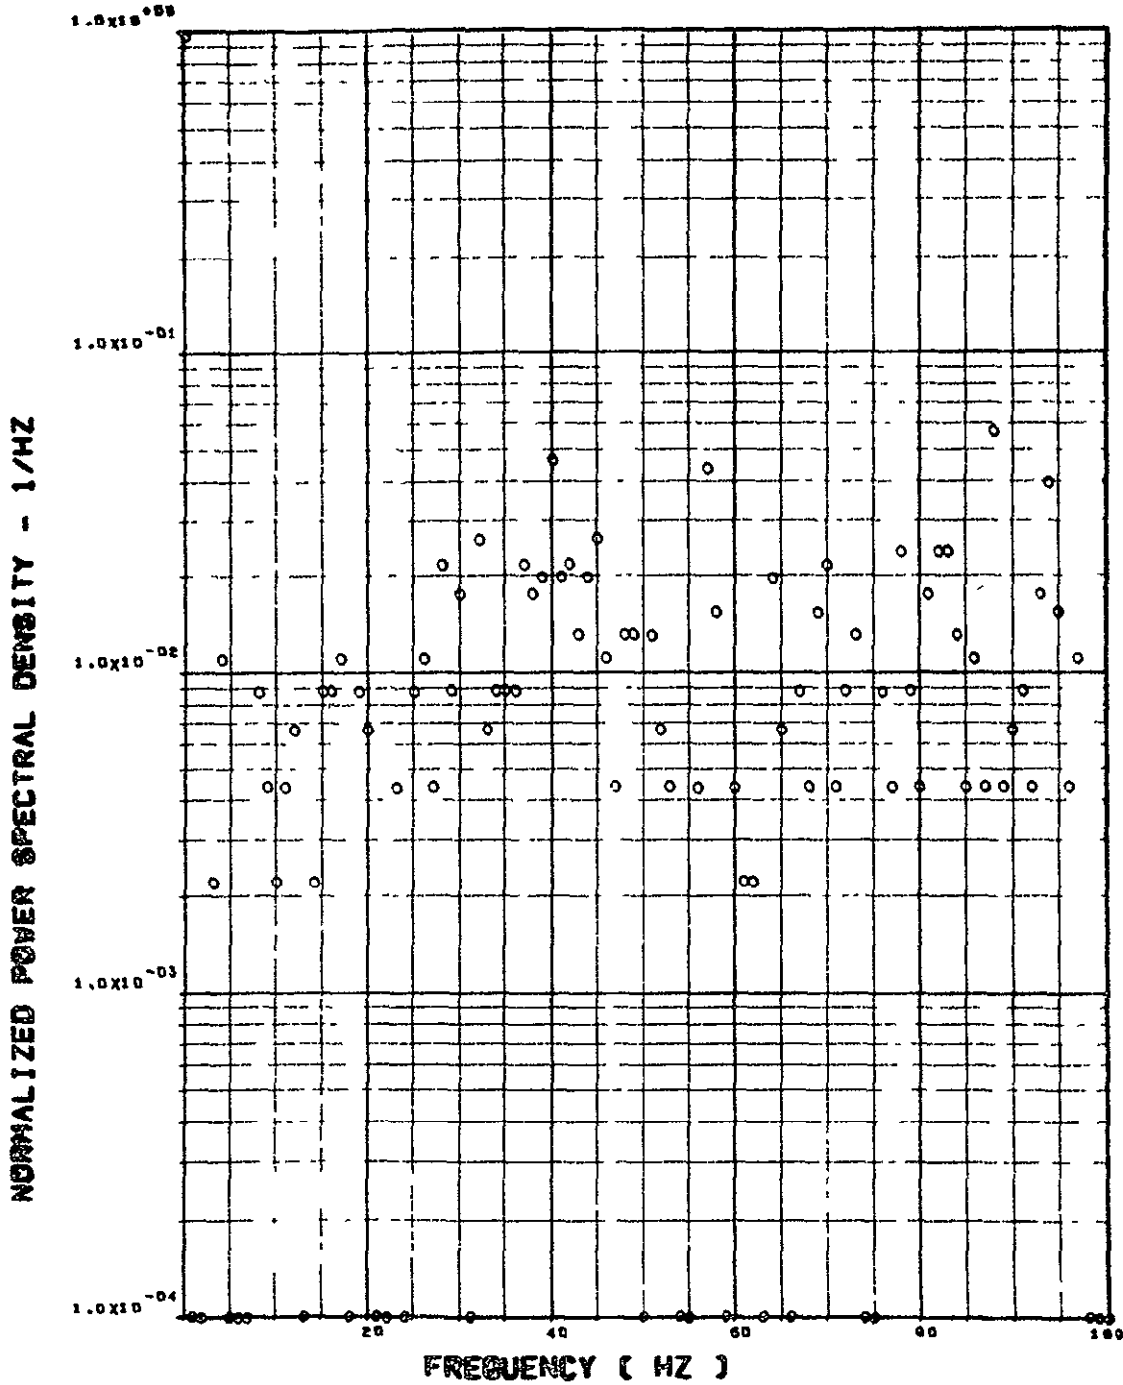 1.0X10+00
1.0X10-01
1.0X10-02
1.0X10-03
1.0X10-04
NORMALIZED POWER SPECTRAL DENSITY - 1/HZ
20 40 60 80 100
FREQUENCY ( HZ )